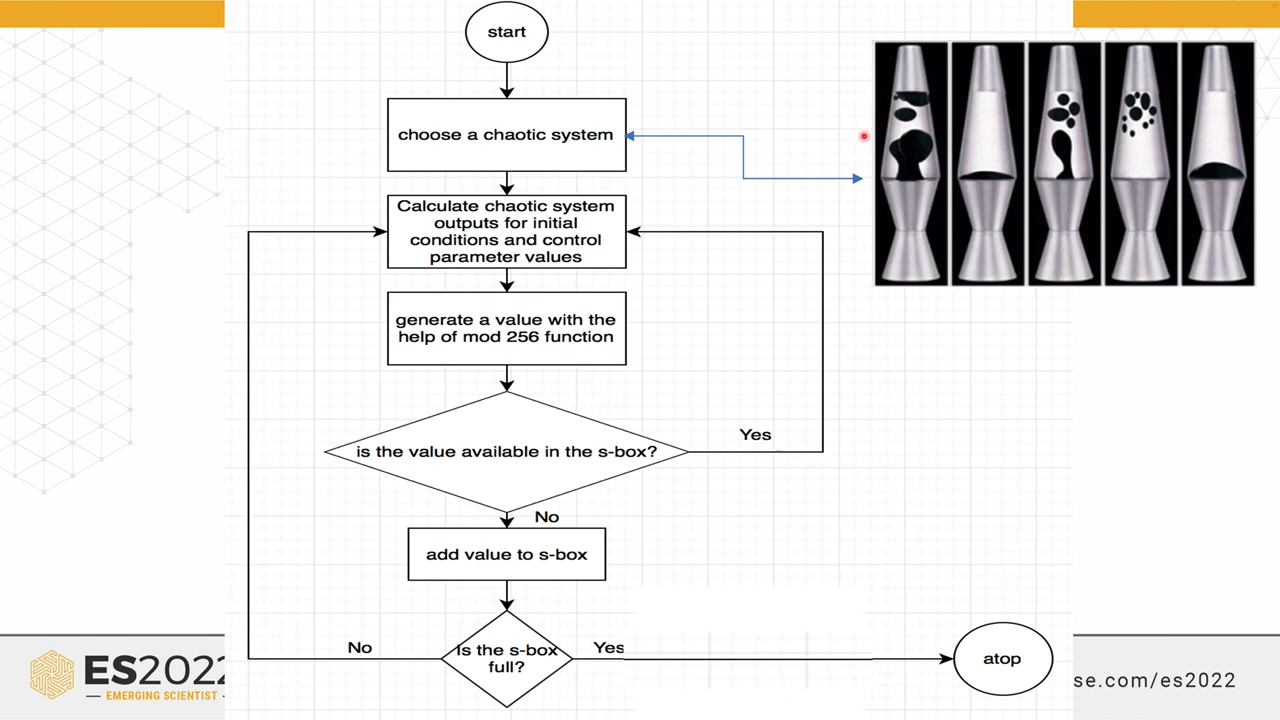 start
choose a chaotic system
Calculate chaotic system
outputs for initial
conditions and control
parameter values
generate a value with the
help of mod 256 function
is the value available in the s-box?
Yes
No
add value to s-box
Is the s-box
full?
No
Yes
atop
ES2022
EMERGING SCIENTIST
se.com/es2022